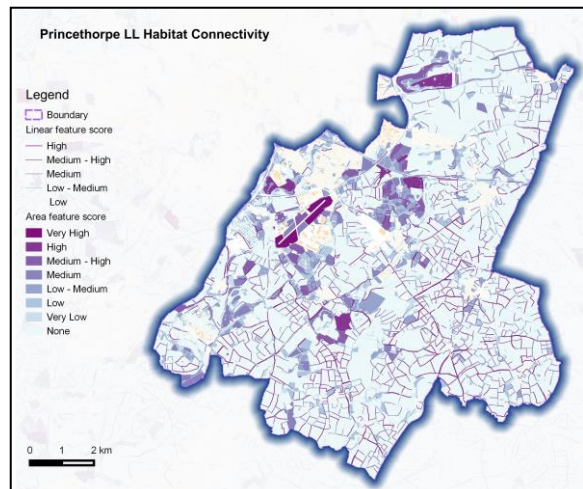 Princethorpe LL Habitat Connectivity
Legend
Boundary
Linear feature score
High
Medium - High
Medium
Low - Medium
Low
Area feature score
Very High
High
Medium - High
Medium
Low - Medium
Low
Very Low
None
0 1 2 km